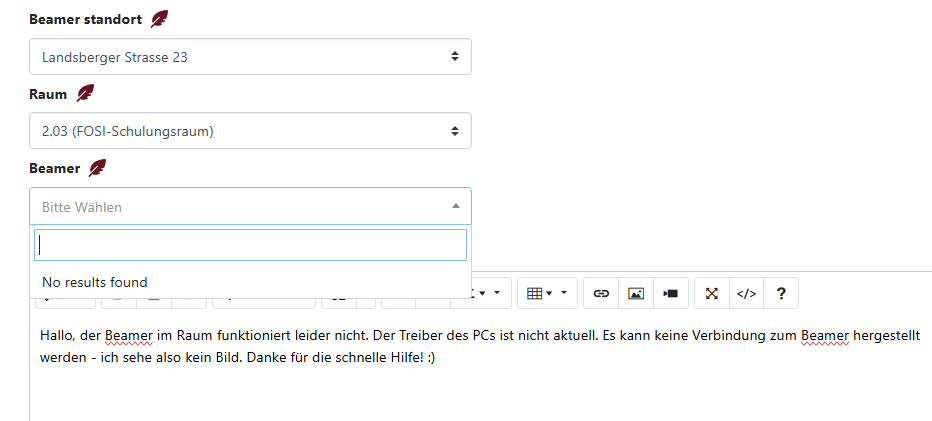 Beamer standort
Landsberger Strasse 23
Raum
2.03 (FOSI-Schulungsraum)
Beamer
Bitte Wählen
No results found
</> ?
Hallo, der Beamer im Raum funktioniert leider nicht. Der Treiber des PCs ist nicht aktuell. Es kann keine Verbindung zum Beamer hergestellt
werden - ich sehe also kein Bild. Danke für die schnelle Hilfe! :)